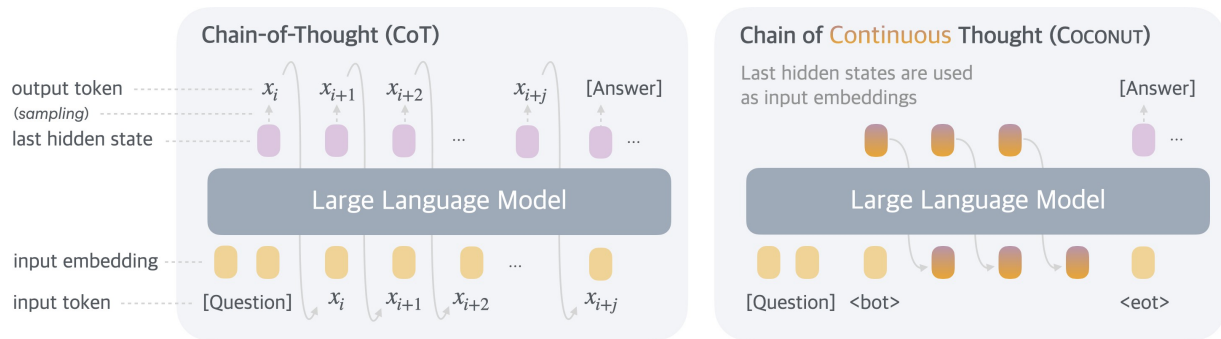 Chain-of-Thought (CoT)
output token
(sampling)
last hidden state
input embedding
input token
x_i x_{i+1} x_{i+2} x_{i+j} [Answer]
... ...
Large Language Model
...
[Question] x_i x_{i+1} x_{i+2} x_{i+j}
Chain of Continuous Thought (COCONUT)
Last hidden states are used
as input embeddings
[Answer]
...
Large Language Model
[Question] <bot> <eot>